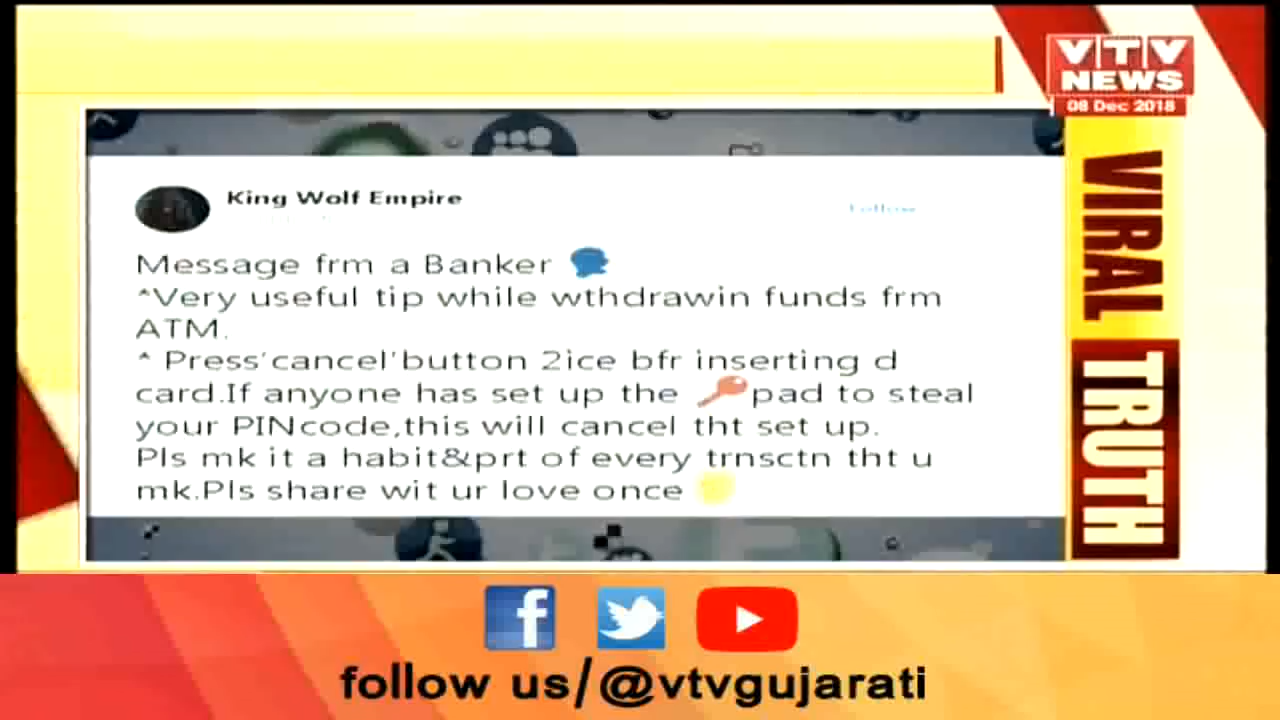 VTV
NEWS
08 Dec 2018
King Wolf Empire
Follow
Message frm a Banker
*Very useful tip while wthdrawin funds frm
ATM.
* Press'cancel'button 2ice bfr inserting d
card.If anyone has set up the 🔑pad to steal
your PINcode,this will cancel tht set up.
Pls mk it a habit&prt of every trnsctn tht u
mk.Pls share wit ur love once
VIRAL
TRUTH
follow us/@vtvgujarati